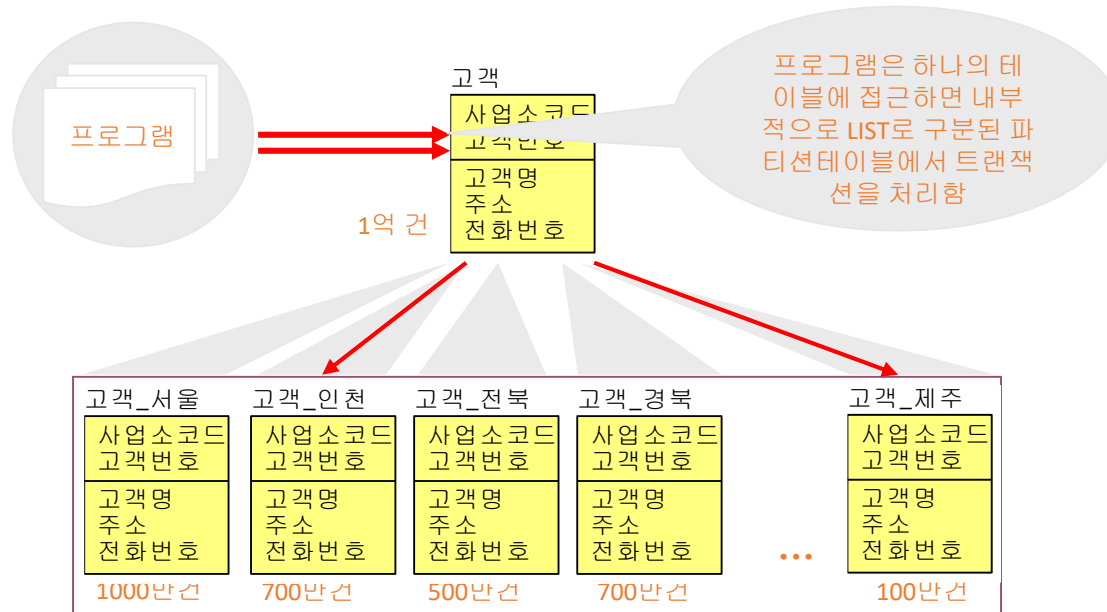 프로그램
고객
사업소코드
고객번호
고객명
주소
전화번호
1억 건
프로그램은 하나의 테
이블에 접근하면 내부
적으로 LIST로 구분된 파
티션테이블에서 트랜잭
션을 처리함
고객_서울
사업소코드
고객번호
고객명
주소
전화번호
1000만건
고객_인천
사업소코드
고객번호
고객명
주소
전화번호
700만건
고객_전북
사업소코드
고객번호
고객명
주소
전화번호
500만건
고객_경북
사업소코드
고객번호
고객명
주소
전화번호
700만건
...
고객_제주
사업소코드
고객번호
고객명
주소
전화번호
100만건